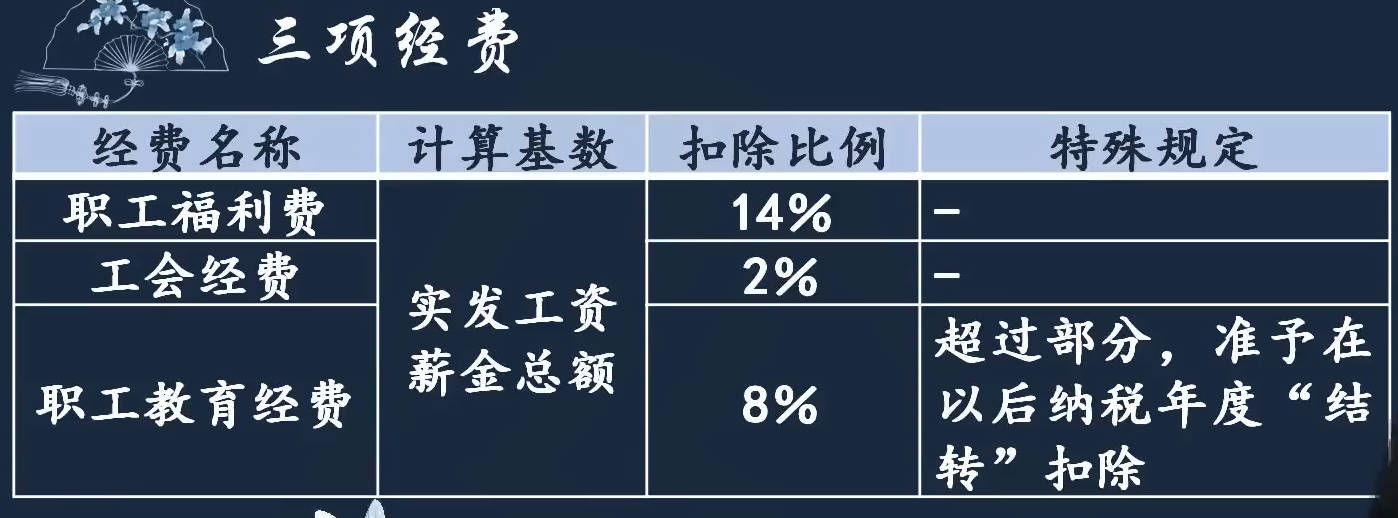 三项经费
经费名称 计算基数 扣除比例 特殊规定
职工福利费 14% -
工会经费 2% -
实发工资
薪金总额
职工教育经费 8%
超过部分，准予在
以后纳税年度“结
转”扣除